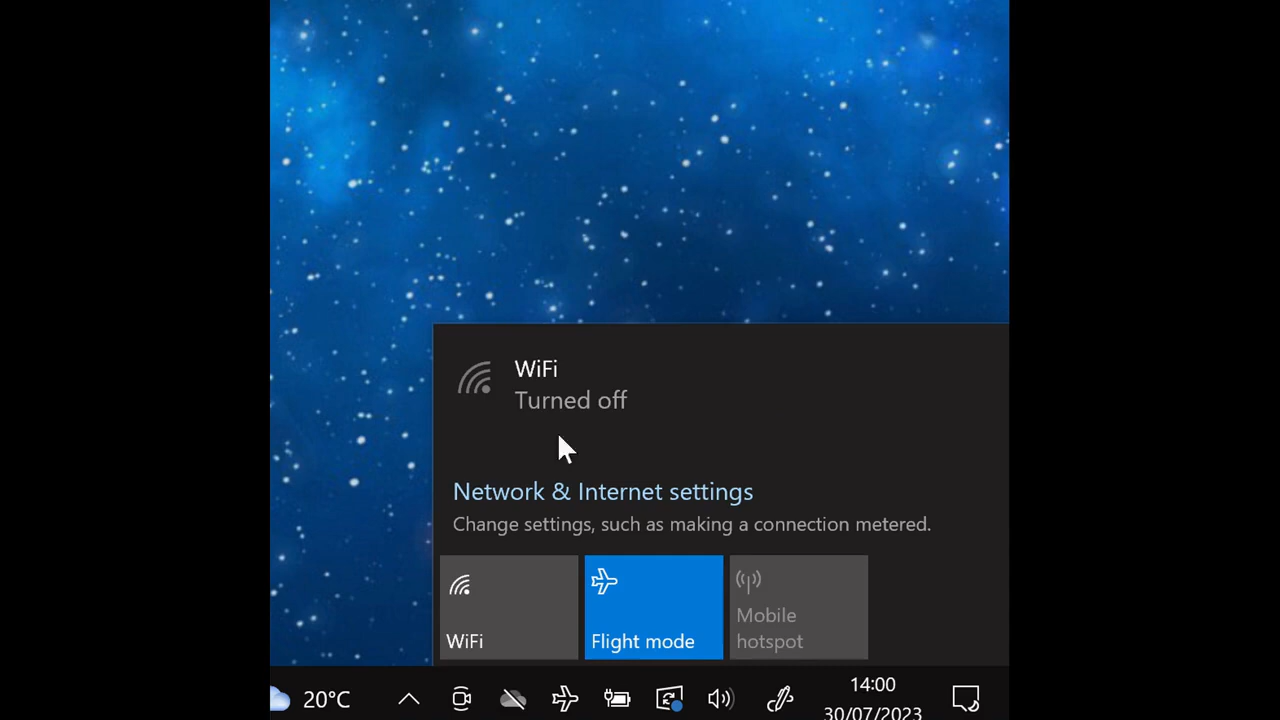 WiFi
Turned off
Network & Internet settings
Change settings, such as making a connection metered.
WiFi
Flight mode
Mobile
hotspot
20°C
14:00
30/07/2023